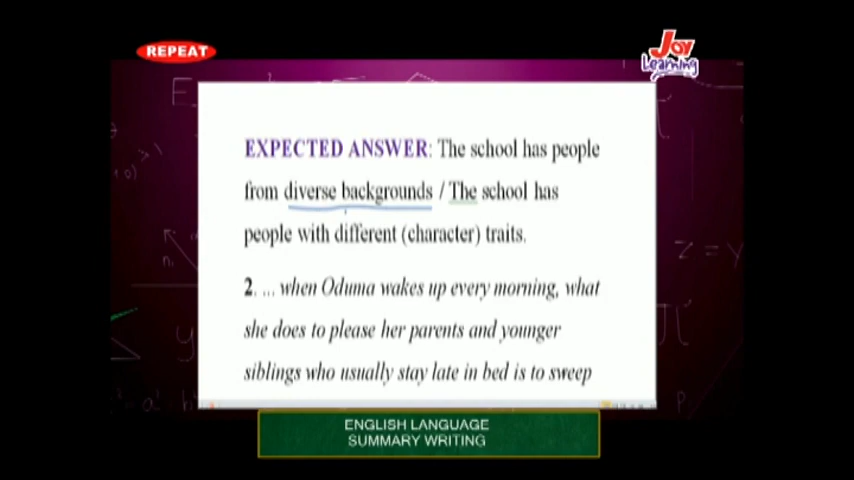 REPEAT
Joy
Learning
EXPECTED ANSWER: The school has people
from diverse backgrounds / The school has
people with different (character) traits.
2. ... when Oduma wakes up every morning, what
she does to please her parents and younger
siblings who usually stay late in bed is to sweep
ENGLISH LANGUAGE
SUMMARY WRITING